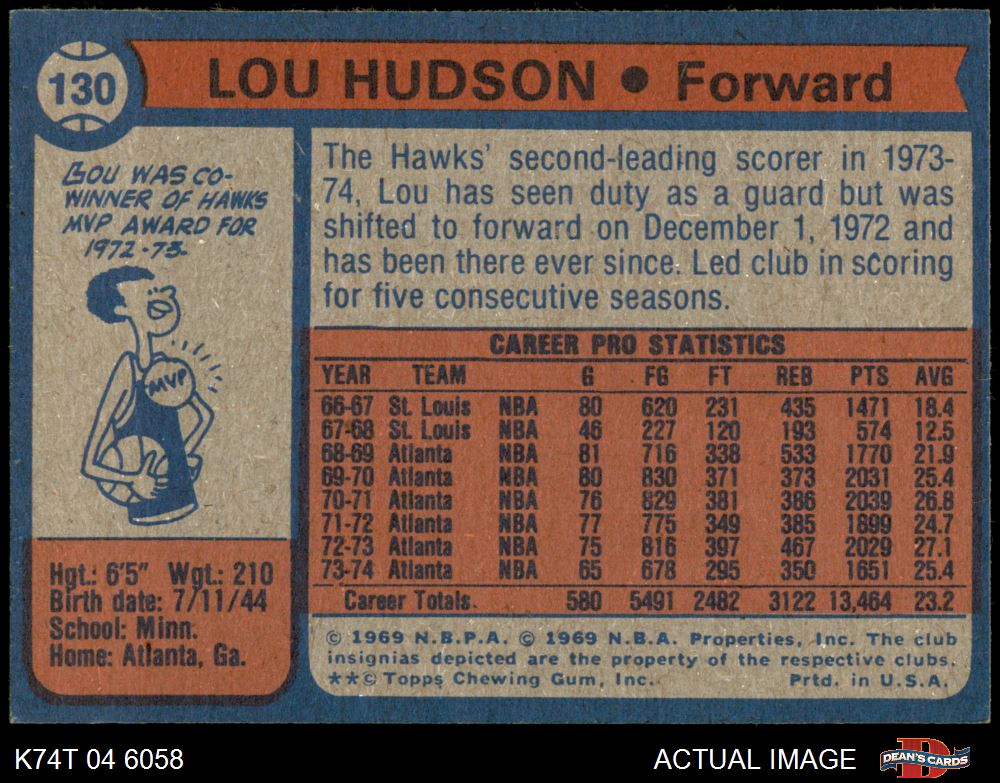 130
LOU HUDSON • Forward
LOU WAS CO-
WINNER OF HAWKS
MVP AWARD FOR
1972-73.
MVP
Hgt.: 6'5" Wgt.: 210
Birth date: 7/11/44
School: Minn.
Home: Atlanta, Ga.
The Hawks' second-leading scorer in 1973-
74, Lou has seen duty as a guard but was
shifted to forward on December 1, 1972 and
has been there ever since. Led club in scoring
for five consecutive seasons.
CAREER PRO STATISTICS
YEAR TEAM G FG FT REB PTS AVG
66-67 St. Louis NBA 80 620 231 435 1471 18.4
67-68 St. Louis NBA 46 227 120 193 574 12.5
68-69 Atlanta NBA 81 716 338 533 1770 21.9
69-70 Atlanta NBA 80 830 371 373 2031 25.4
70-71 Atlanta NBA 76 829 381 386 2039 26.8
71-72 Atlanta NBA 77 775 349 385 1899 24.7
72-73 Atlanta NBA 75 816 397 467 2029 27.1
73-74 Atlanta NBA 65 678 295 350 1651 25.4
Career Totals. 580 5491 2482 3122 13,464 23.2
© 1969 N.B.P.A. © 1969 N.B.A. Properties, Inc. The club
insignias depicted are the property of the respective clubs.
**© Topps Chewing Gum, Inc. Prtd. in U.S.A.
K74T 04 6058
ACTUAL IMAGE
DEAN'S CARDS